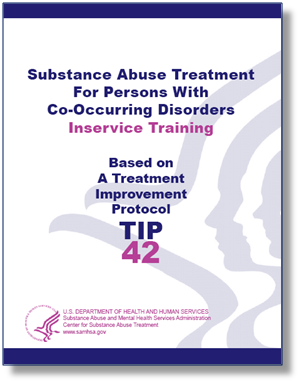 Substance Abuse Treatment
For Persons With
Co-Occurring Disorders
Inservice Training
Based on
A Treatment
Improvement
Protocol
TIP
42
U.S. DEPARTMENT OF HEALTH AND HUMAN SERVICES
Substance Abuse and Mental Health Services Administration
Center for Substance Abuse Treatment
www.samhsa.gov